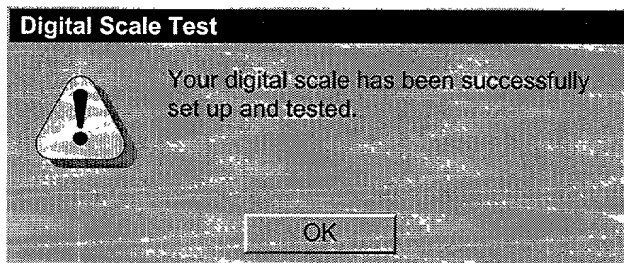 Digital Scale Test
Your digital scale has been successfully
set up and tested.
OK